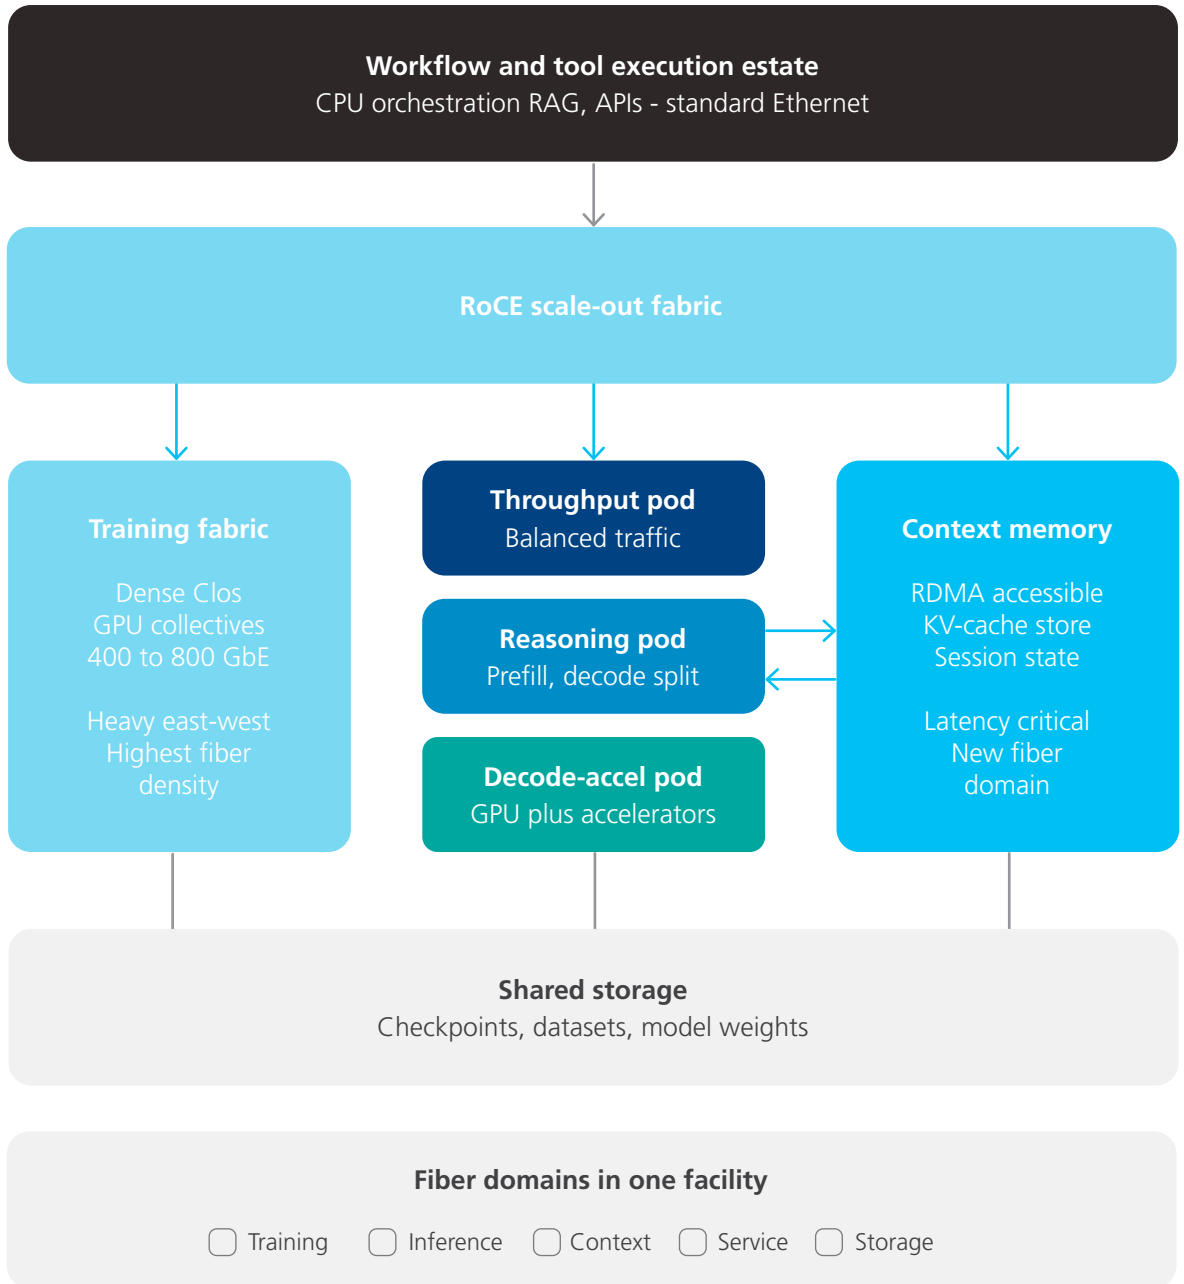 Workflow and tool execution estate
CPU orchestration RAG, APIs - standard Ethernet
RoCE scale-out fabric
Training fabric
Dense Clos
GPU collectives
400 to 800 GbE
Heavy east-west
Highest fiber
density
Throughput pod
Balanced traffic
Reasoning pod
Prefill, decode split
Decode-accel pod
GPU plus accelerators
Context memory
RDMA accessible
KV-cache store
Session state
Latency critical
New fiber
domain
Shared storage
Checkpoints, datasets, model weights
Fiber domains in one facility
Training Inference Context Service Storage